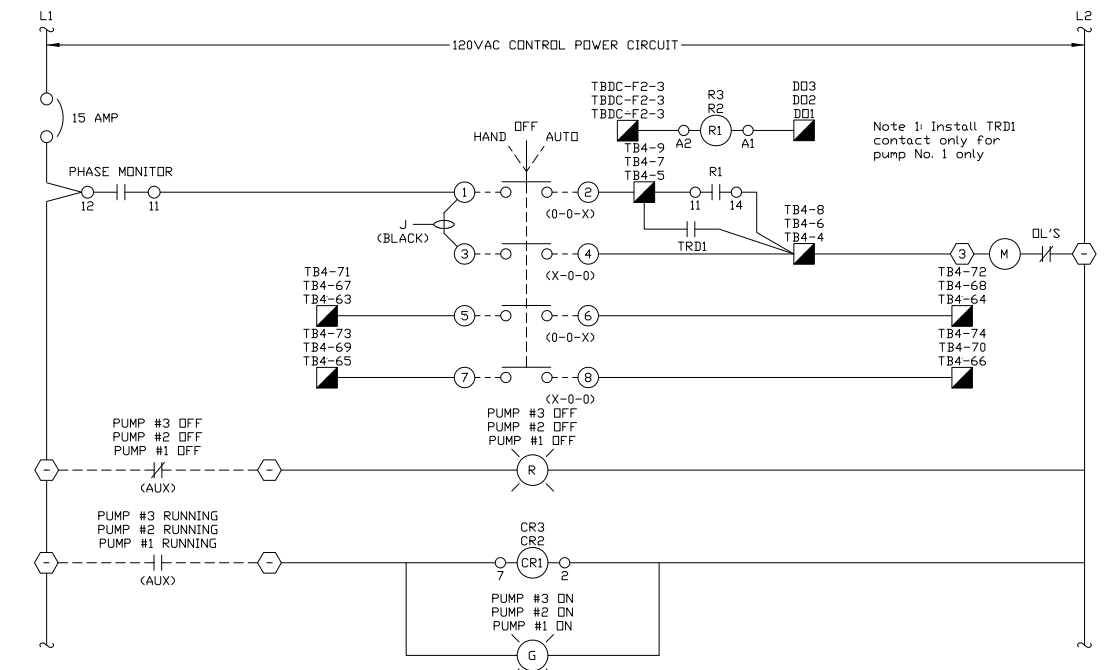 L1
L2
120VAC CONTROL POWER CIRCUIT
15 AMP
TBDC-F2-3
TBDC-F2-3
TBDC-F2-3
R3
R2
R1
A2
A1
DO3
DO2
DO1
Note 1: Install TRD1
contact only for
pump No. 1 only
HAND
OFF
AUTO
PHASE MONITOR
12
11
1
2
(0-0-X)
TB4-9
TB4-7
TB4-5
R1
11
14
TRD1
J
(BLACK)
3
4
(X-0-0)
TB4-8
TB4-6
TB4-4
3
M
OL'S
-
TB4-71
TB4-67
TB4-63
5
6
(0-0-X)
TB4-72
TB4-68
TB4-64
TB4-73
TB4-69
TB4-65
7
8
(X-0-0)
TB4-74
TB4-70
TB4-66
PUMP #3 OFF
PUMP #2 OFF
PUMP #1 OFF
-
-
(AUX)
PUMP #3 OFF
PUMP #2 OFF
PUMP #1 OFF
R
PUMP #3 RUNNING
PUMP #2 RUNNING
PUMP #1 RUNNING
-
-
(AUX)
CR3
CR2
CR1
7
2
PUMP #3 ON
PUMP #2 ON
PUMP #1 ON
G